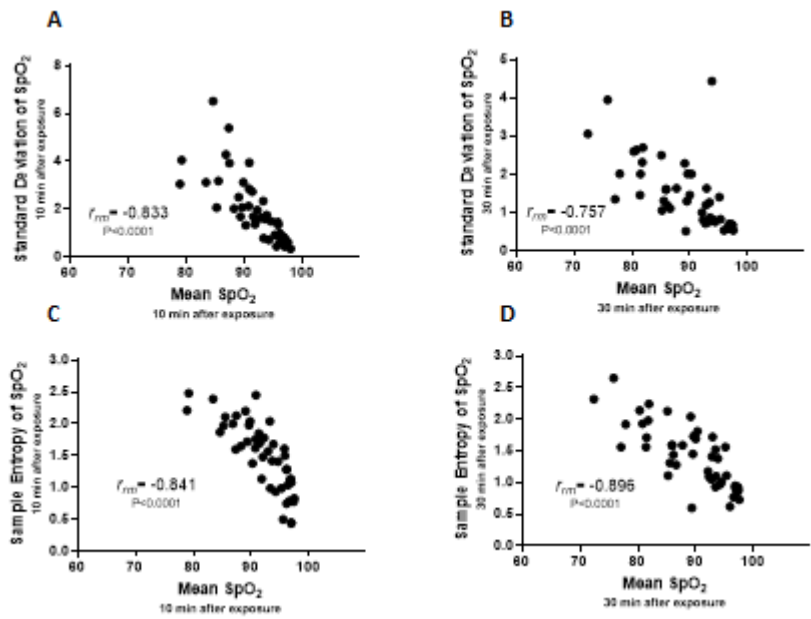 A
Standard Deviation of SpO2
10 min after exposure
8
6
4
2
0
r_rm= -0.833
P<0.0001
60 70 80 90 100
Mean SpO2
10 min after exposure
B
Standard Deviation of SpO2
30 min after exposure
5
4
3
2
1
0
r_rm= -0.757
P<0.0001
60 70 80 90 100
Mean SpO2
30 min after exposure
C
Sample Entropy of SpO2
10 min after exposure
3.0
2.5
2.0
1.5
1.0
0.5
0.0
r_rm= -0.841
P<0.0001
60 70 80 90 100
Mean SpO2
10 min after exposure
D
Sample Entropy of SpO2
30 min after exposure
3.0
2.5
2.0
1.5
1.0
0.5
0.0
r_rm= -0.896
P<0.0001
60 70 80 90 100
Mean SpO2
30 min after exposure